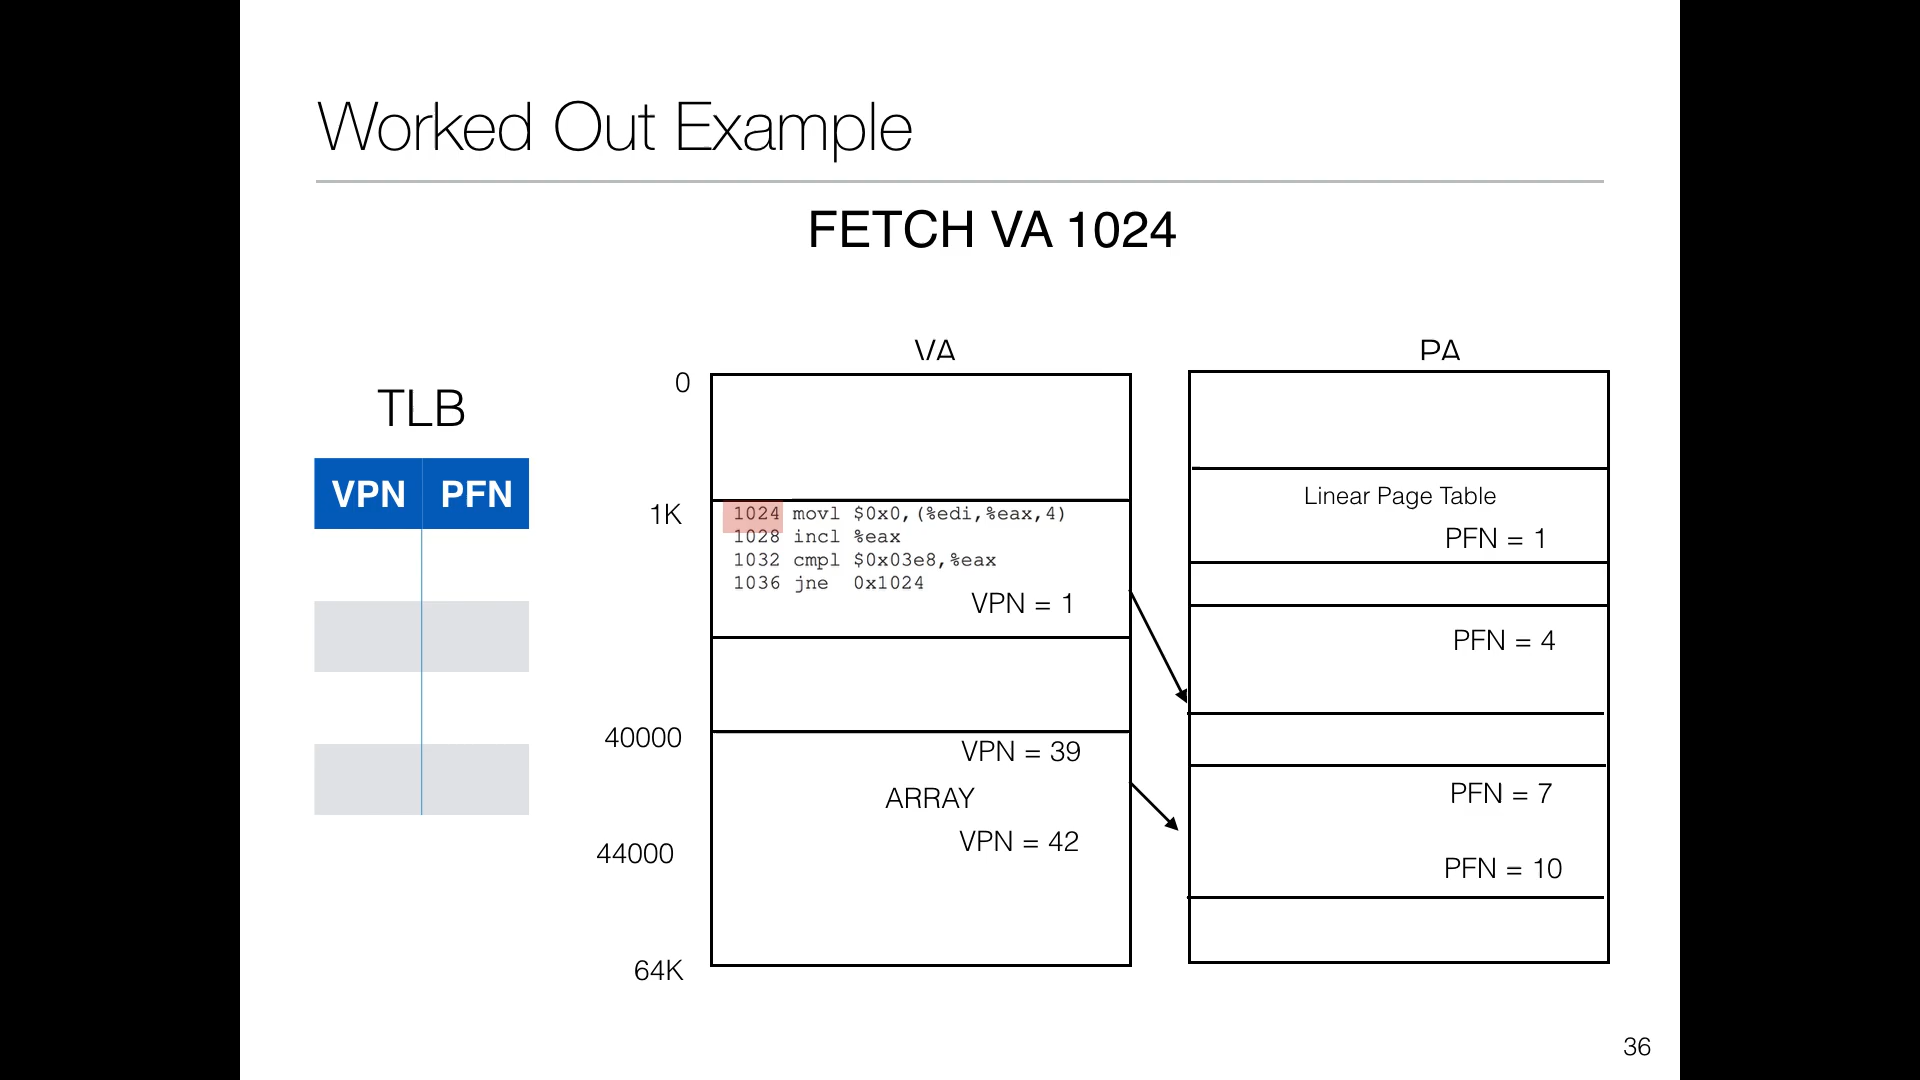 Worked Out Example
FETCH VA 1024
TLB
VPN PFN
VA
0
1K
1024 movl $0x0,(%edi,%eax,4)
1028 incl %eax
1032 cmpl $0x03e8,%eax
1036 jne 0x1024
VPN = 1
40000
VPN = 39
ARRAY
VPN = 42
44000
64K
PA
Linear Page Table
PFN = 1
PFN = 4
PFN = 7
PFN = 10
36